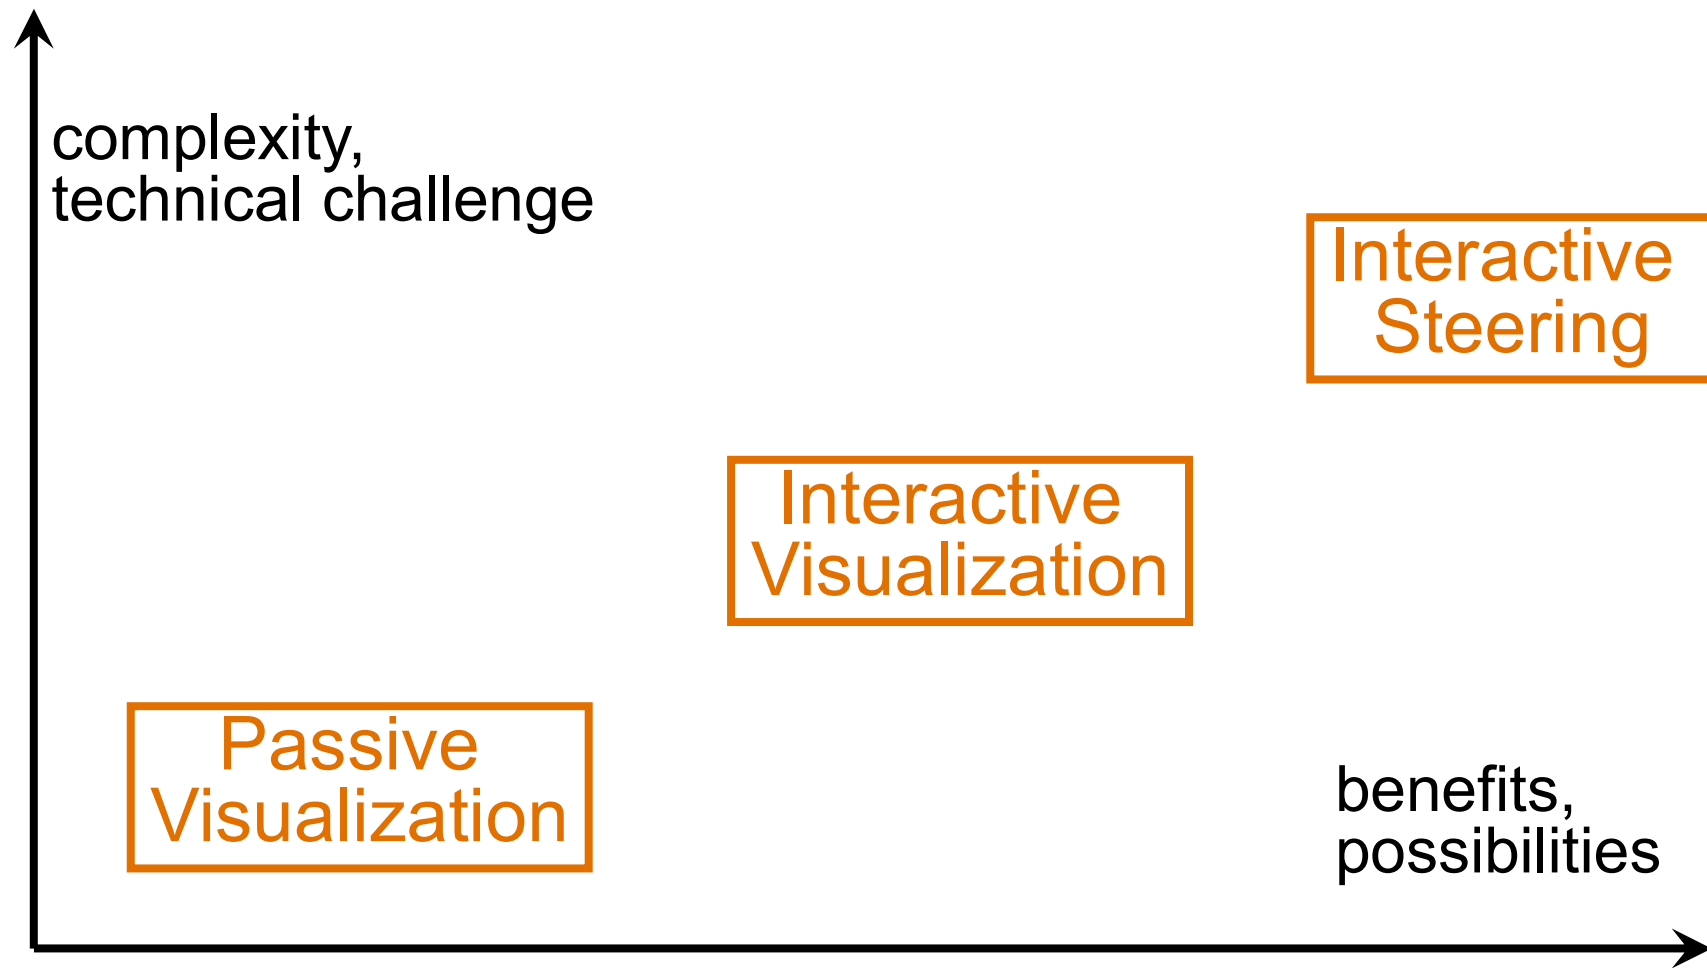 complexity,
technical challenge
Interactive
Steering
Interactive
Visualization
Passive
Visualization
benefits,
possibilities